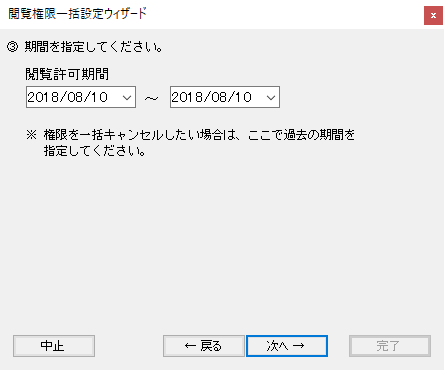 閲覧権限一括設定ウィザード
x
③ 期間を指定してください。
閲覧許可期間
2018/08/10 ～ 2018/08/10
※ 権限を一括キャンセルしたい場合は、ここで過去の期間を
指定してください。
中止 ← 戻る 次へ → 完了